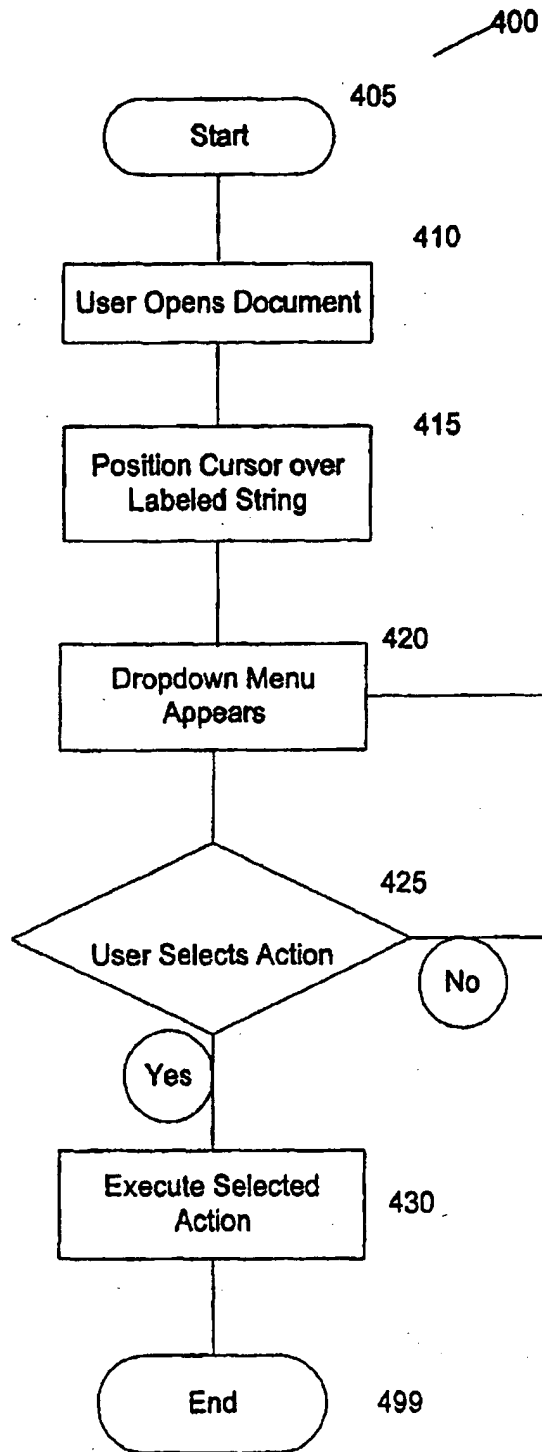 400
405
Start
410
User Opens Document
415
Position Cursor over
Labeled String
420
Dropdown Menu
Appears
425
User Selects Action
No
Yes
Execute Selected
Action
430
End
499